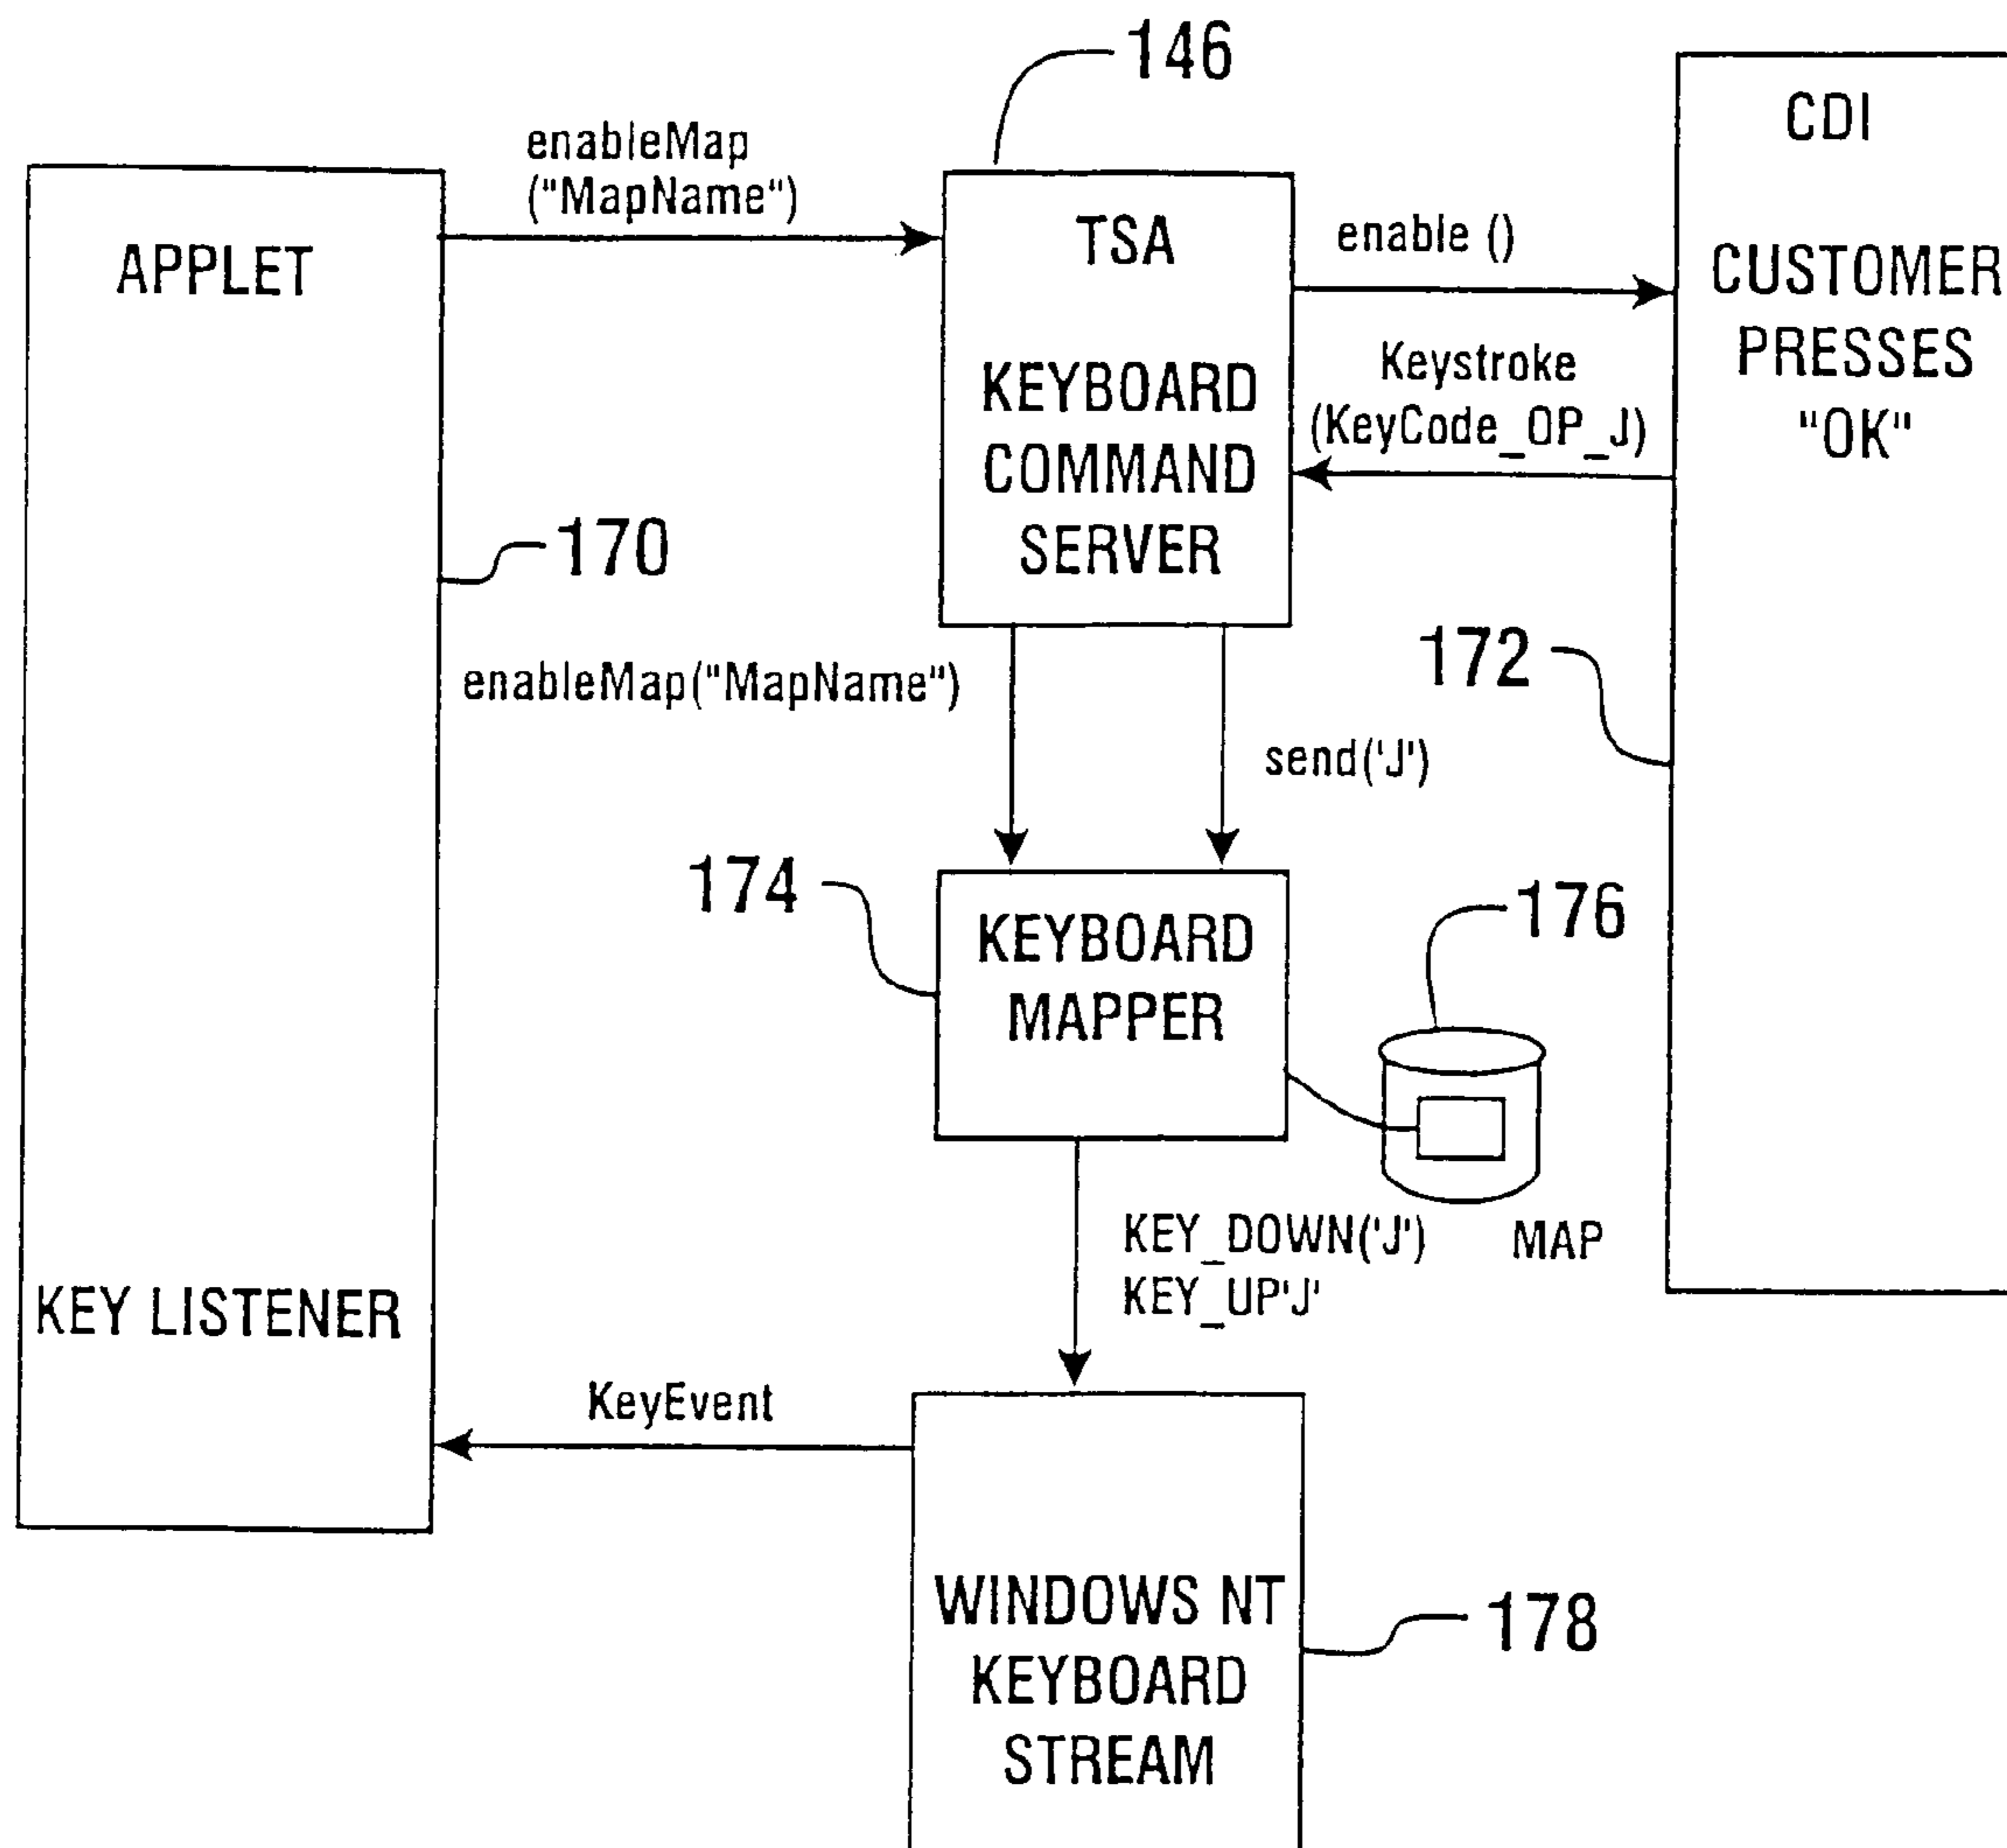 146
CDI
enableMap
("MapName")
APPLET
TSA
enable ()
CUSTOMER
PRESSES
"OK"
KEYBOARD
COMMAND
SERVER
Keystroke
(KeyCode_OP_J)
170
172
enableMap("MapName")
send('J')
174
176
KEYBOARD
MAPPER
KEY_DOWN('J')
KEY_UP'J'
MAP
KEY LISTENER
KeyEvent
WINDOWS NT
KEYBOARD
STREAM
178